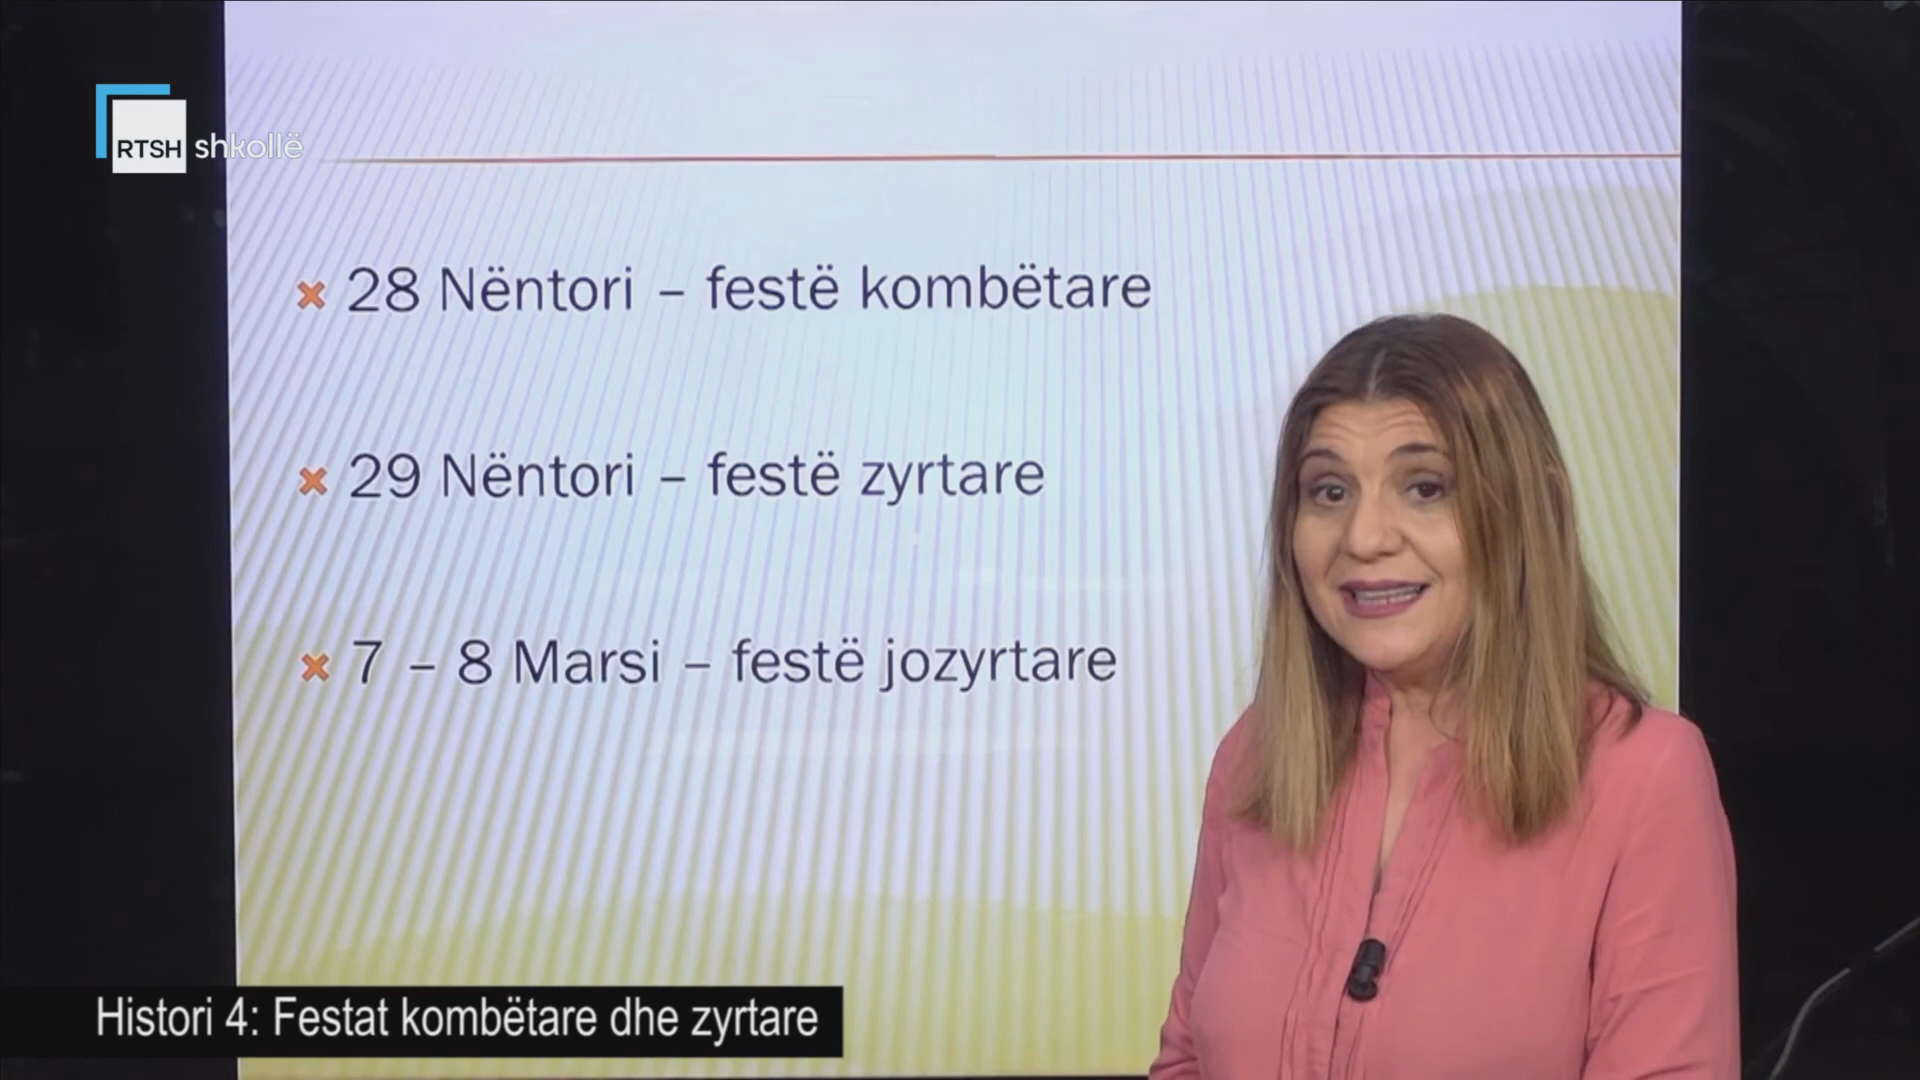 RTSH shkollë
28 Nëntori – festë kombëtare
29 Nëntori – festë zyrtare
7 – 8 Marsi – festë jozyrtare
Histori 4: Festat kombëtare dhe zyrtare